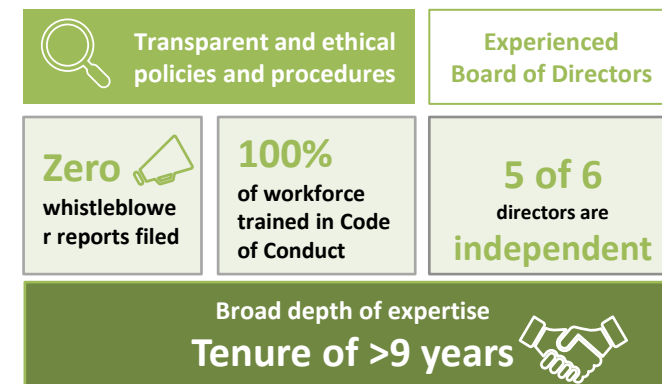 Transparent and ethical
policies and procedures
Experienced
Board of Directors
Zero
whistleblowe
r reports filed
100%
of workforce
trained in Code
of Conduct
5 of 6
directors are
independent
Broad depth of expertise
Tenure of >9 years